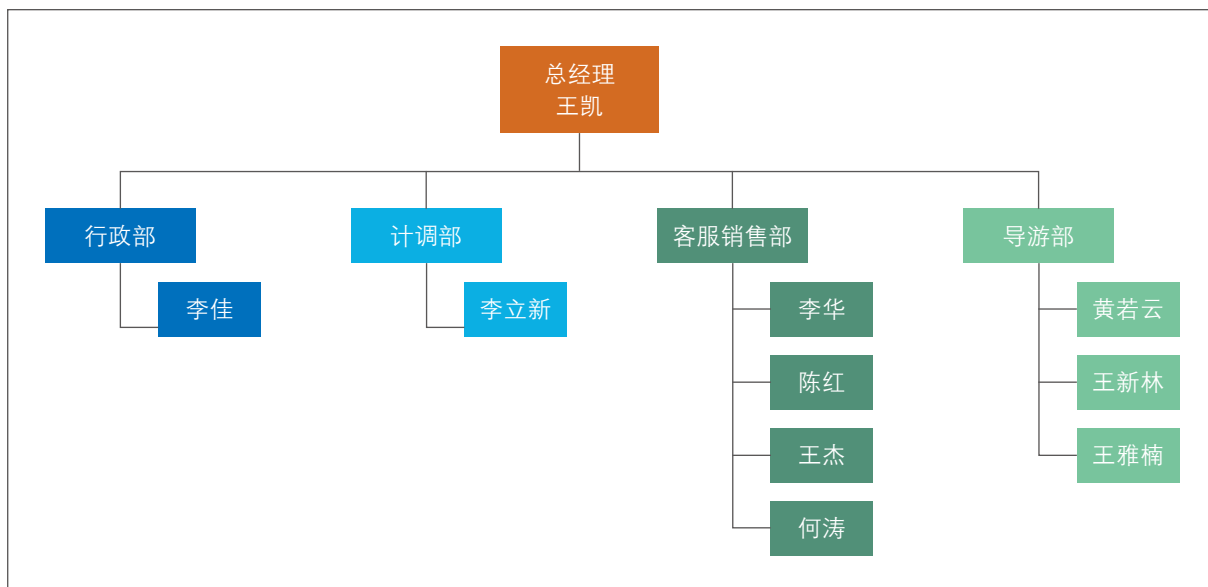 总经理
王凯
行政部
计调部
客服销售部
导游部
李佳
李立新
李华
黄若云
陈红
王新林
王杰
王雅楠
何涛